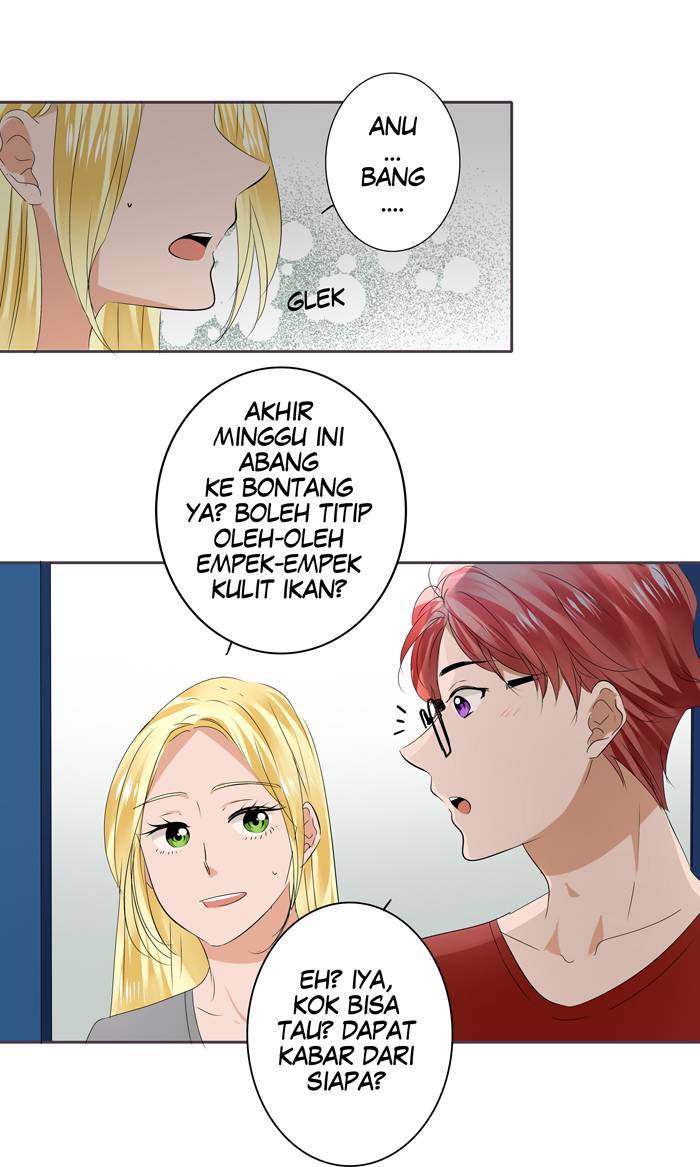 ANU
...
BANG
....
GLEK
AKHIR
MINGGU INI
ABANG
KE BONTANG
YA? BOLEH TITIP
OLEH-OLEH
EMPEK-EMPEK
KULIT IKAN?
EH? IYA,
KOK BISA
TAU? DAPAT
KABAR DARI
SIAPA?